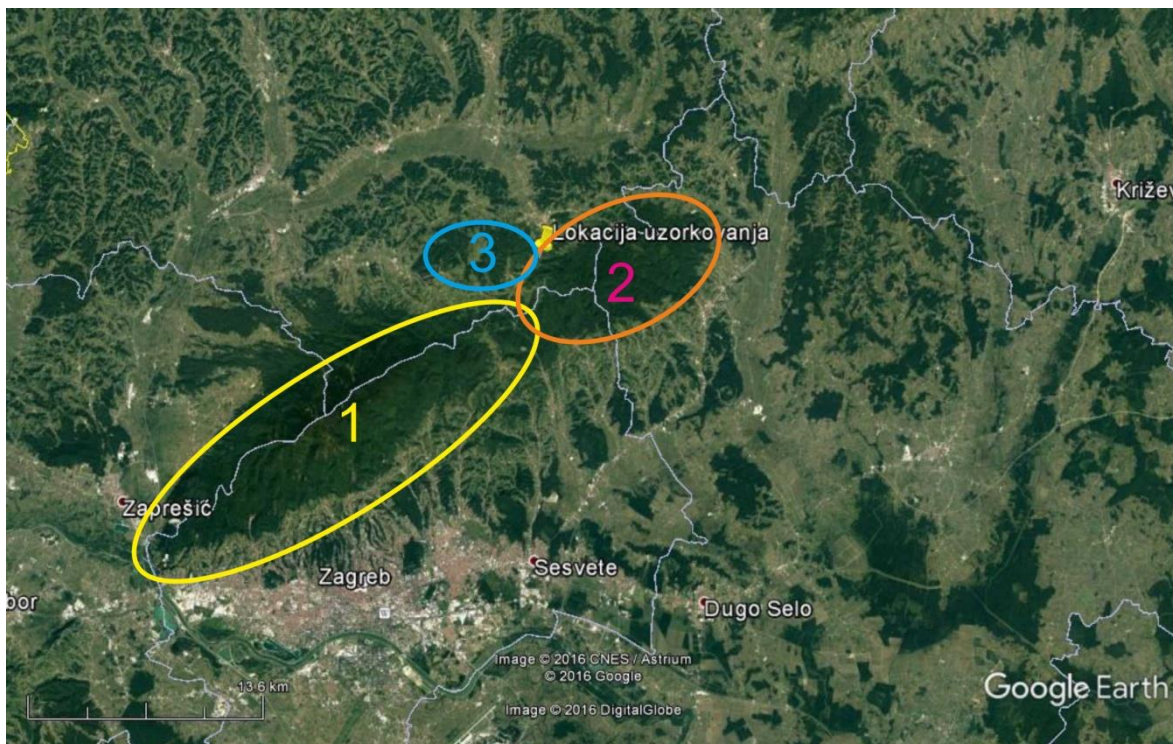 Križev
Lokacija uzorkovanja
3
2
1
Zaprešić
Zagreb
Sesvete
bor
Dugo Selo
Image © 2016 CNES / Astrium
© 2016 Google
13.6 km
Google Earth
Image © 2016 DigitalGlobe